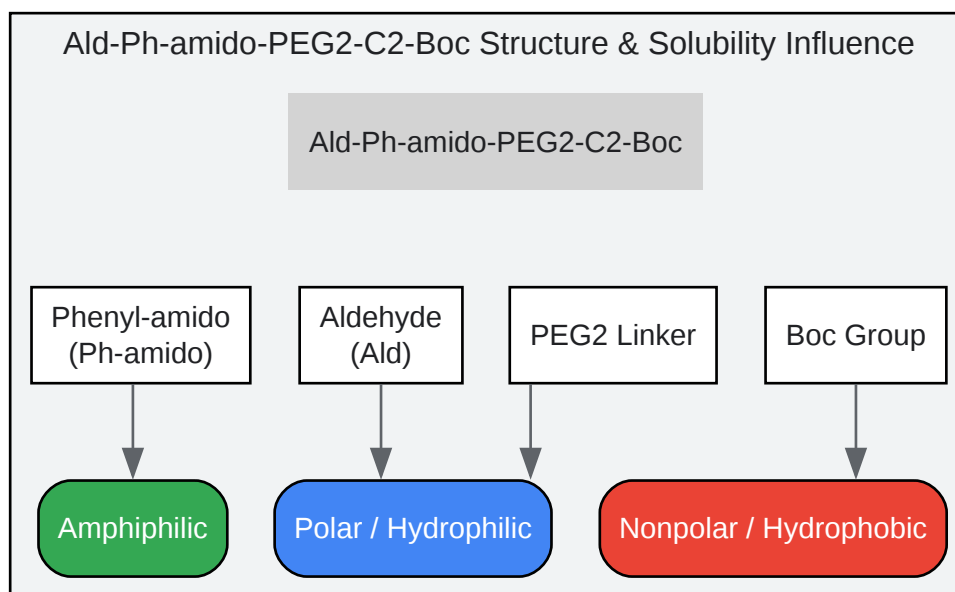 Ald-Ph-amido-PEG2-C2-Boc Structure & Solubility Influence
Ald-Ph-amido-PEG2-C2-Boc
Phenyl-amido
(Ph-amido)
Aldehyde
(Ald)
PEG2 Linker
Boc Group
Amphiphilic
Polar / Hydrophilic
Nonpolar / Hydrophobic